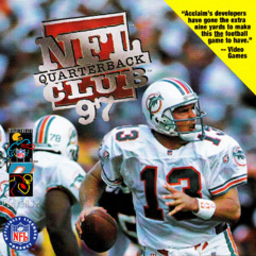 "Acclaim's developers
have gone the extra
nine yards to make
this the football
game to have."
-- Video
Games
NFL
QUARTERBACK
CLUB
97
78
13
13
NFL